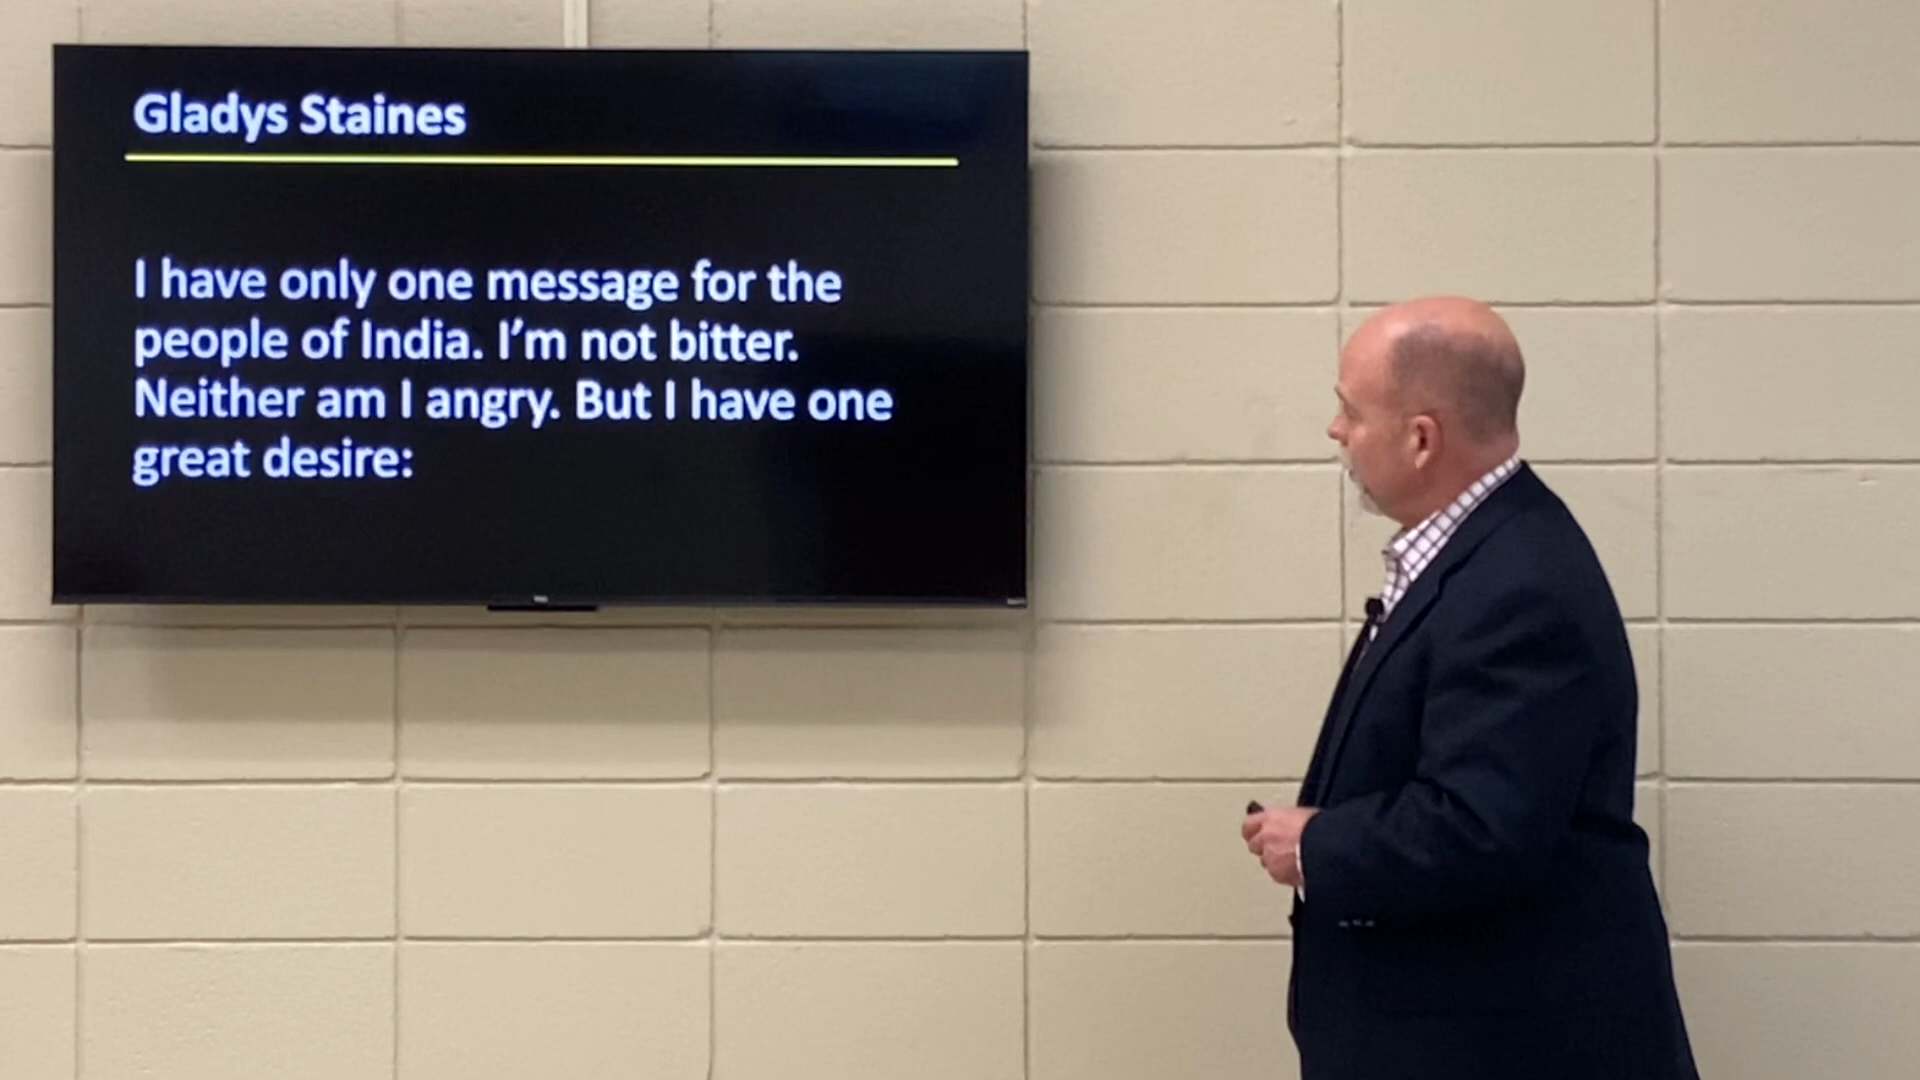 Gladys Staines
I have only one message for the
people of India. I'm not bitter.
Neither am I angry. But I have one
great desire: